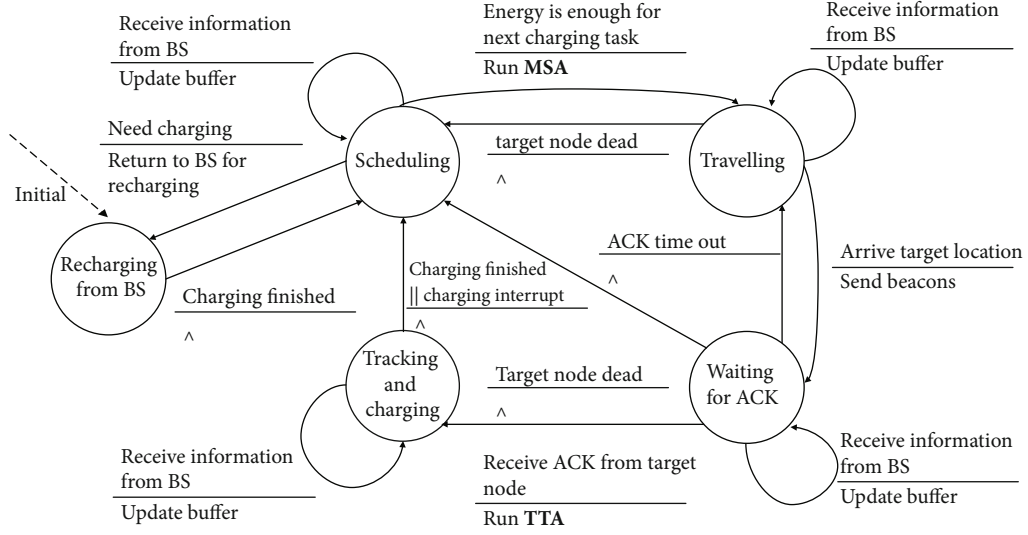 Receive information
from BS
Update buffer
Energy is enough for
next charging task
Run MSA
Receive information
from BS
Update buffer
Need charging
Return to BS for
recharging
Scheduling
target node dead
^
Travelling
Initial
Recharging
from BS
Charging finished
^
Charging finished
|| charging interrupt
^
ACK time out
^
Arrive target location
Send beacons
Tracking
and
charging
Target node dead
^
Waiting
for ACK
Receive information
from BS
Update buffer
Receive ACK from target
node
Run TTA
Receive information
from BS
Update buffer